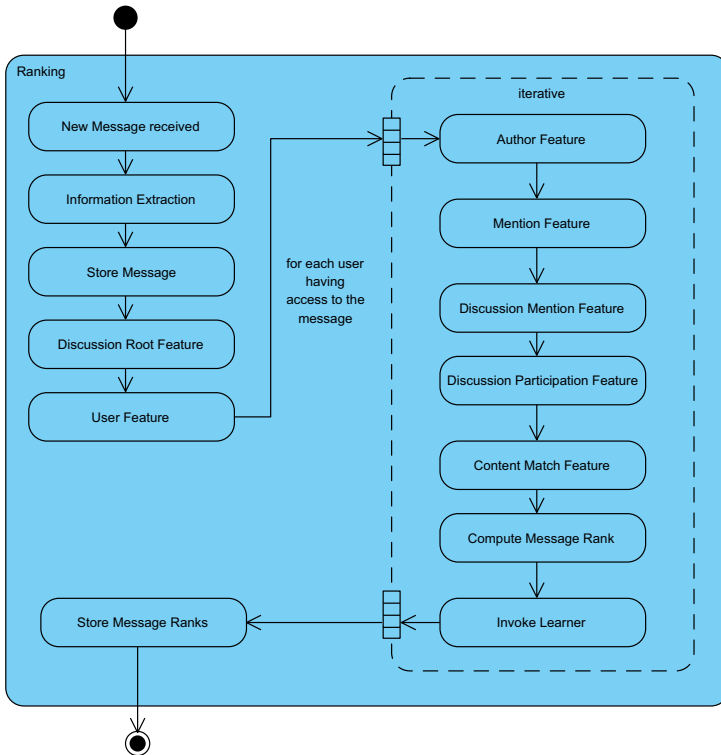 Ranking
New Message received
Information Extraction
Store Message
Discussion Root Feature
User Feature
for each user
having
access to the
message
iterative
Author Feature
Mention Feature
Discussion Mention Feature
Discussion Participation Feature
Content Match Feature
Compute Message Rank
Invoke Learner
Store Message Ranks